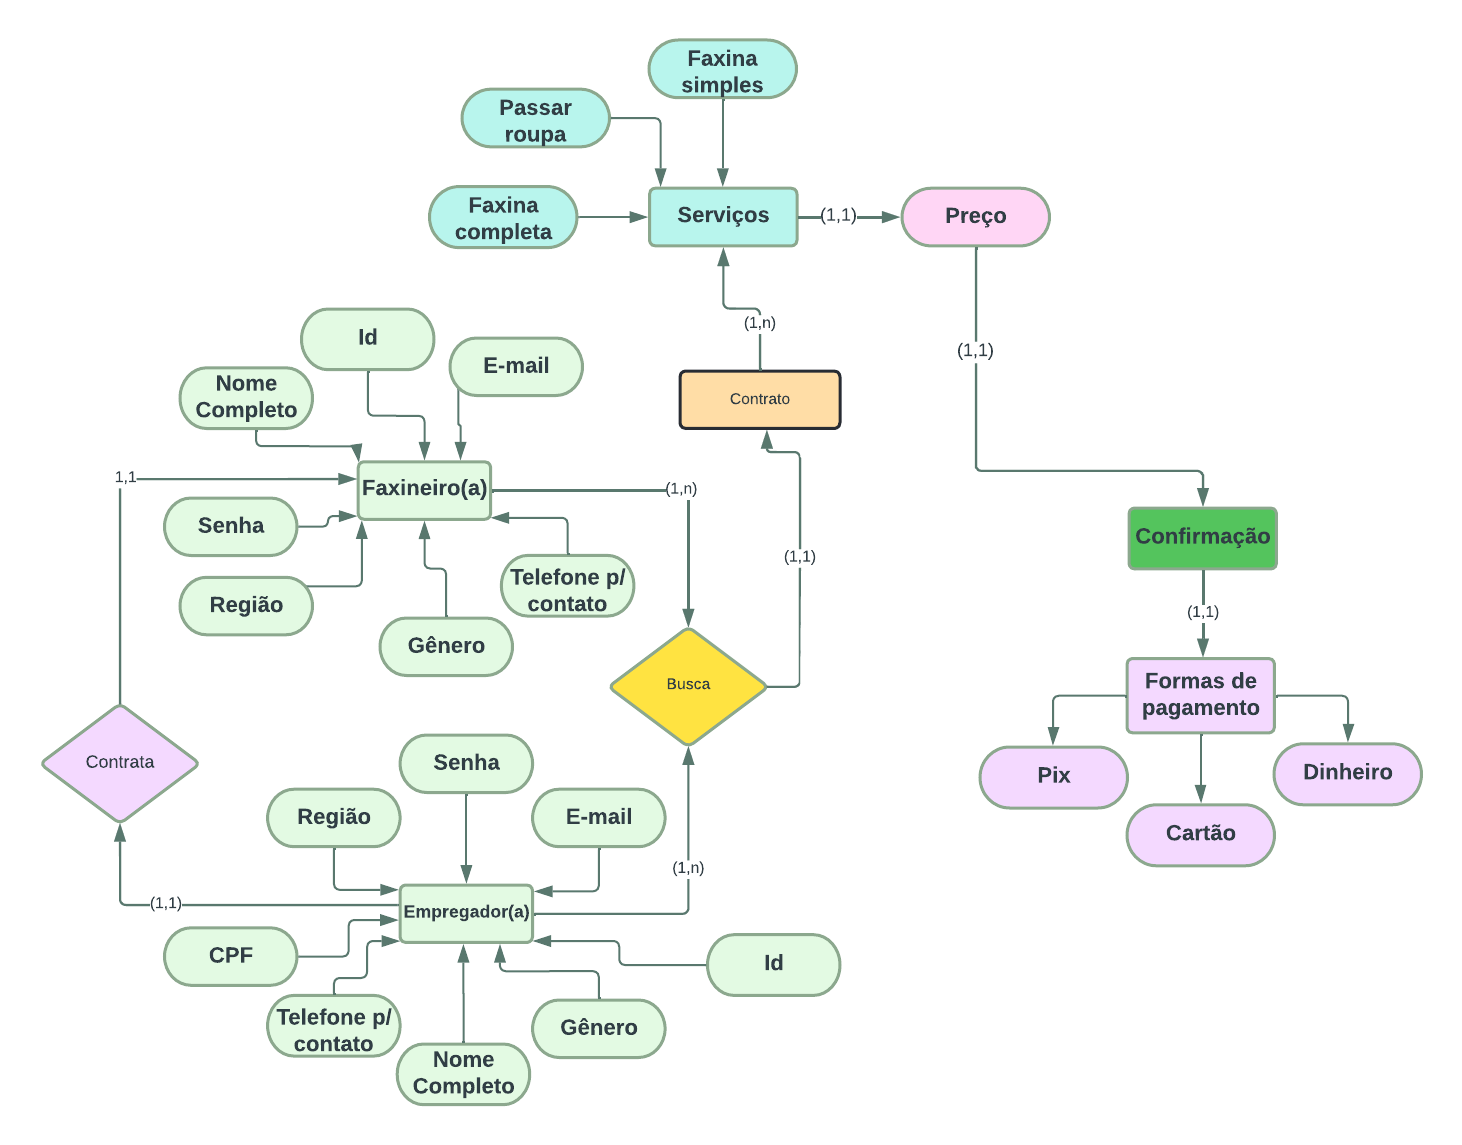 Faxina
simples
Passar
roupa
Faxina
completa
Serviços
(1,1)
Preço
(1,n)
(1,1)
Id
E-mail
Nome
Completo
Contrato
1,1
Faxineiro(a)
(1,n)
Senha
Telefone p/
contato
Região
Gênero
(1,1)
Confirmação
(1,1)
Formas de
pagamento
Pix
Dinheiro
Cartão
Busca
Contrata
Senha
Região
E-mail
(1,n)
(1,1)
Empregador(a)
CPF
Id
Telefone p/
contato
Gênero
Nome
Completo